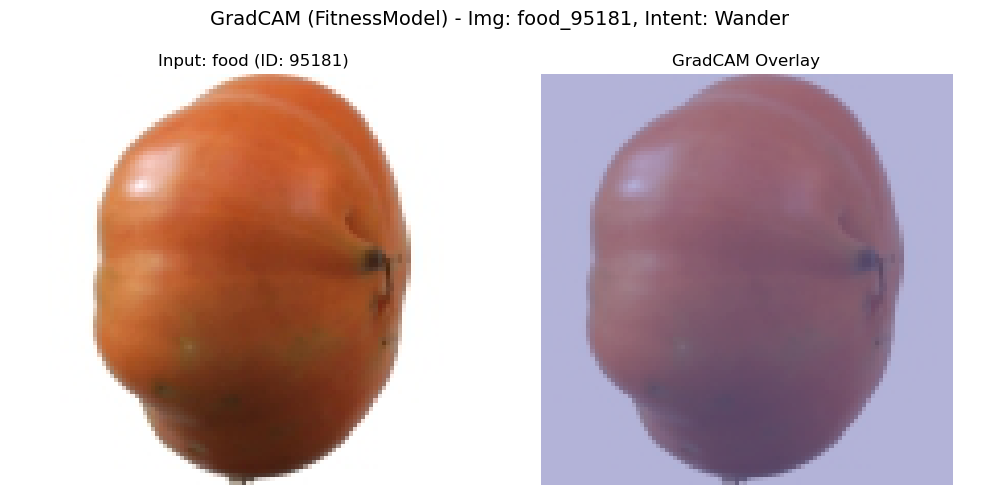 GradCAM (FitnessModel) - Img: food_95181, Intent: Wander
Input: food (ID: 95181)
GradCAM Overlay